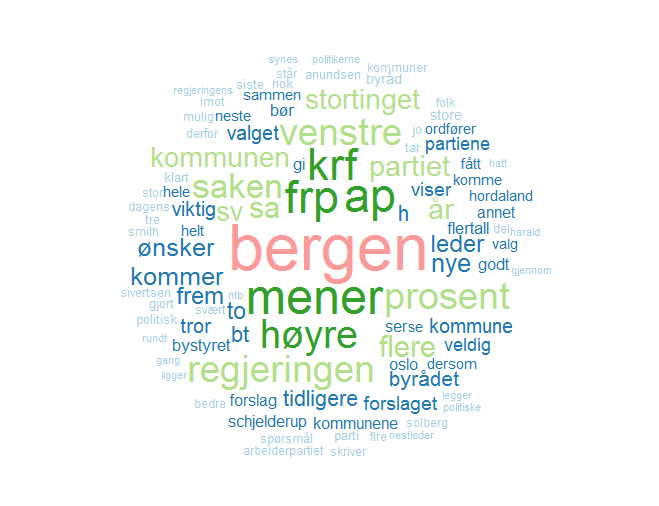 synes politikerne
står anundsen kommuner
regjeringens siste nok byråd
imot sammen stortinget folk
mulig neste bør store
derfor valget venstre jo ordfører
kommunen krf tar partiene
klart gi partiet fått hatt
stor hele saken viser komme
dagens viktig sv sa frp ap h år hordaland
tre annet
smith helt bergen flertall del harald
ønsker leder valg
kommer nye godt gjennom
sivertsen frem ntb mener prosent
gjort svært to
politisk tror bt høyre serse kommune
rundt bystyret flere veldig
gang regjeringen oslo dersom
ligger byrådet
bedre forslag tidligere forslaget legger
politiske
schjelderup kommunene solberg
spørsmål parti fire nestleder
arbeiderpartiet skriver